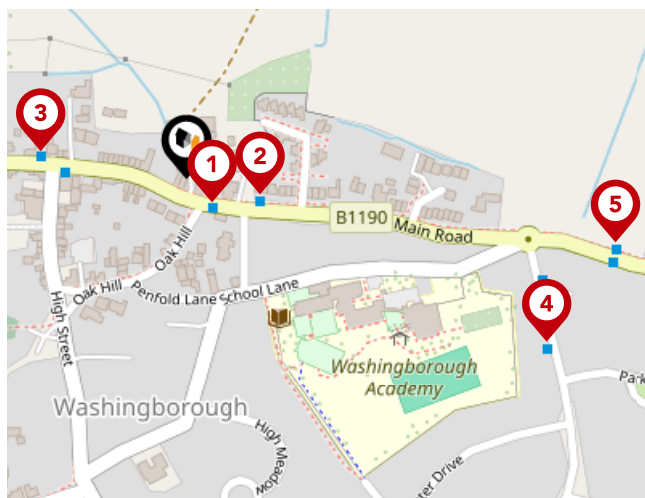 3
1
2
B1190
Main Road
5
Oak Hill
Oak Hill
Penfold Lane
School Lane
4
High Street
Washingborough
Academy
Park
Washingborough
High Meadow
ter Drive